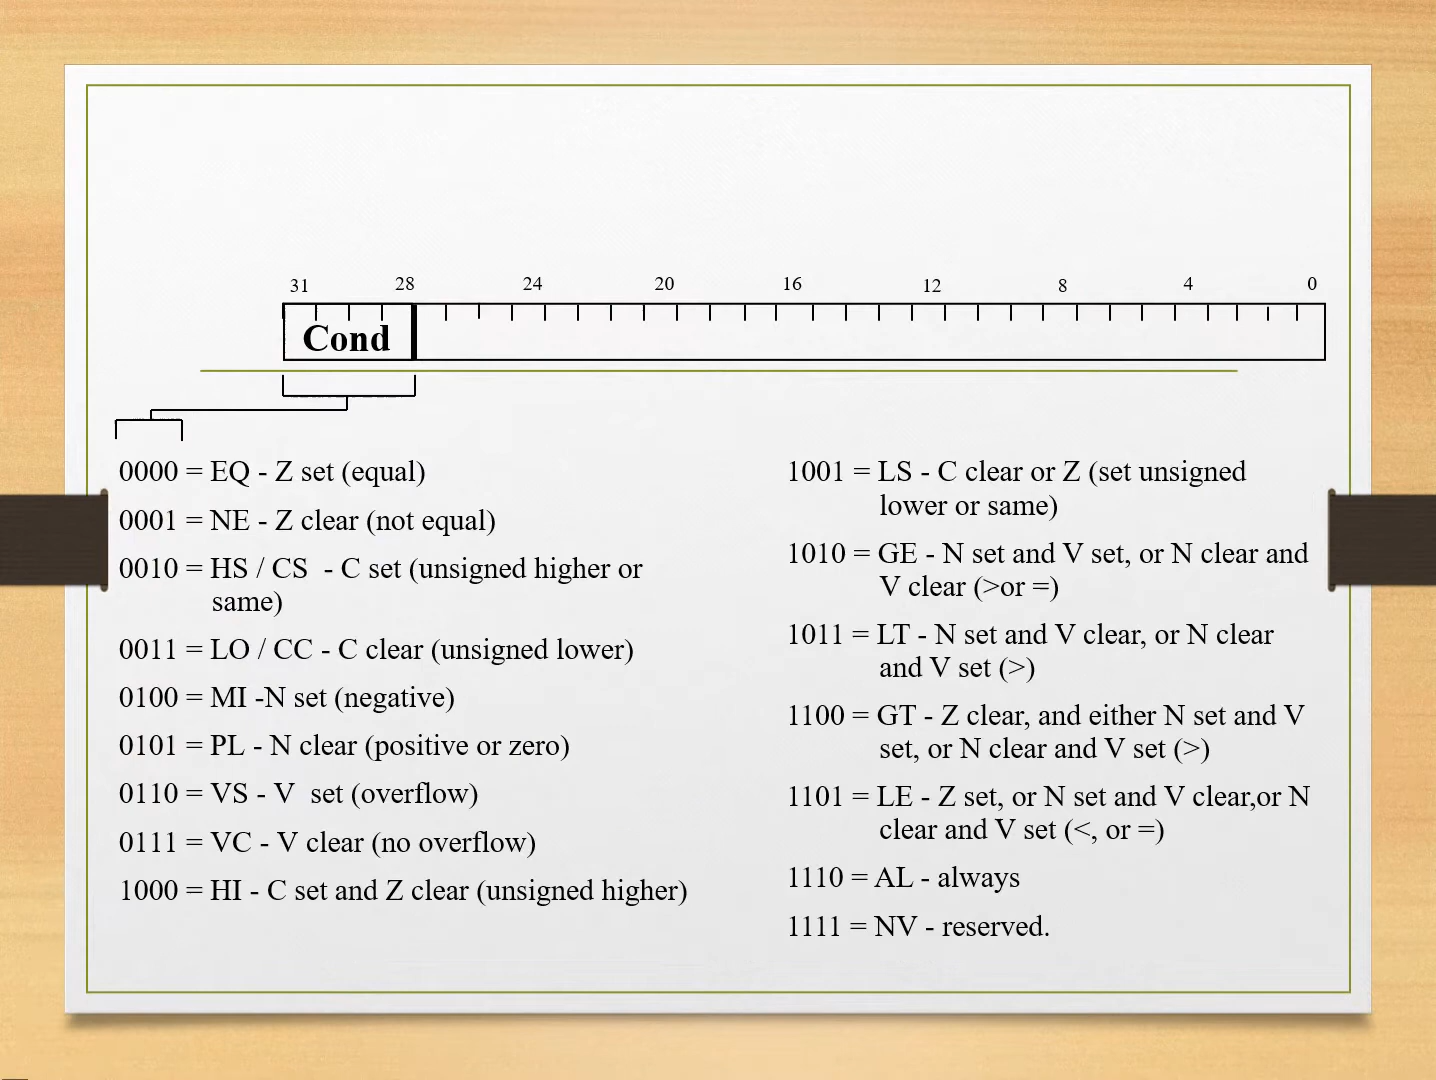 31 28 24 20 16 12 8 4 0
Cond
0000 = EQ - Z set (equal)
0001 = NE - Z clear (not equal)
0010 = HS / CS  - C set (unsigned higher or
same)
0011 = LO / CC - C clear (unsigned lower)
0100 = MI -N set (negative)
0101 = PL - N clear (positive or zero)
0110 = VS - V  set (overflow)
0111 = VC - V clear (no overflow)
1000 = HI - C set and Z clear (unsigned higher)
1001 = LS - C clear or Z (set unsigned
lower or same)
1010 = GE - N set and V set, or N clear and
V clear (>or =)
1011 = LT - N set and V clear, or N clear
and V set (>)
1100 = GT - Z clear, and either N set and V
set, or N clear and V set (>)
1101 = LE - Z set, or N set and V clear,or N
clear and V set (<, or =)
1110 = AL - always
1111 = NV - reserved.